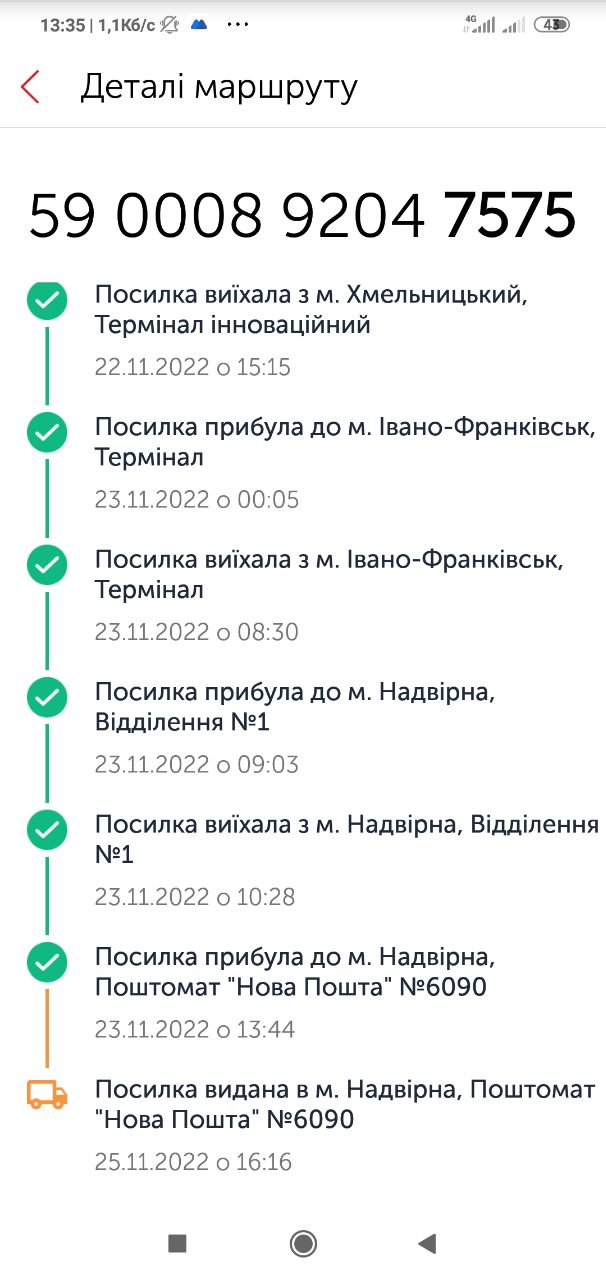 13:35 | 1,1Кб/с ...
4G 43
Деталі маршруту
59 0008 9204 7575
Посилка виїхала з м. Хмельницький,
Термінал інноваційний
22.11.2022 о 15:15
Посилка прибула до м. Івано-Франківськ,
Термінал
23.11.2022 о 00:05
Посилка виїхала з м. Івано-Франківськ,
Термінал
23.11.2022 о 08:30
Посилка прибула до м. Надвірна,
Відділення №1
23.11.2022 о 09:03
Посилка виїхала з м. Надвірна, Відділення
№1
23.11.2022 о 10:28
Посилка прибула до м. Надвірна,
Поштомат "Нова Пошта" №6090
23.11.2022 о 13:44
Посилка видана в м. Надвірна, Поштомат
"Нова Пошта" №6090
25.11.2022 о 16:16